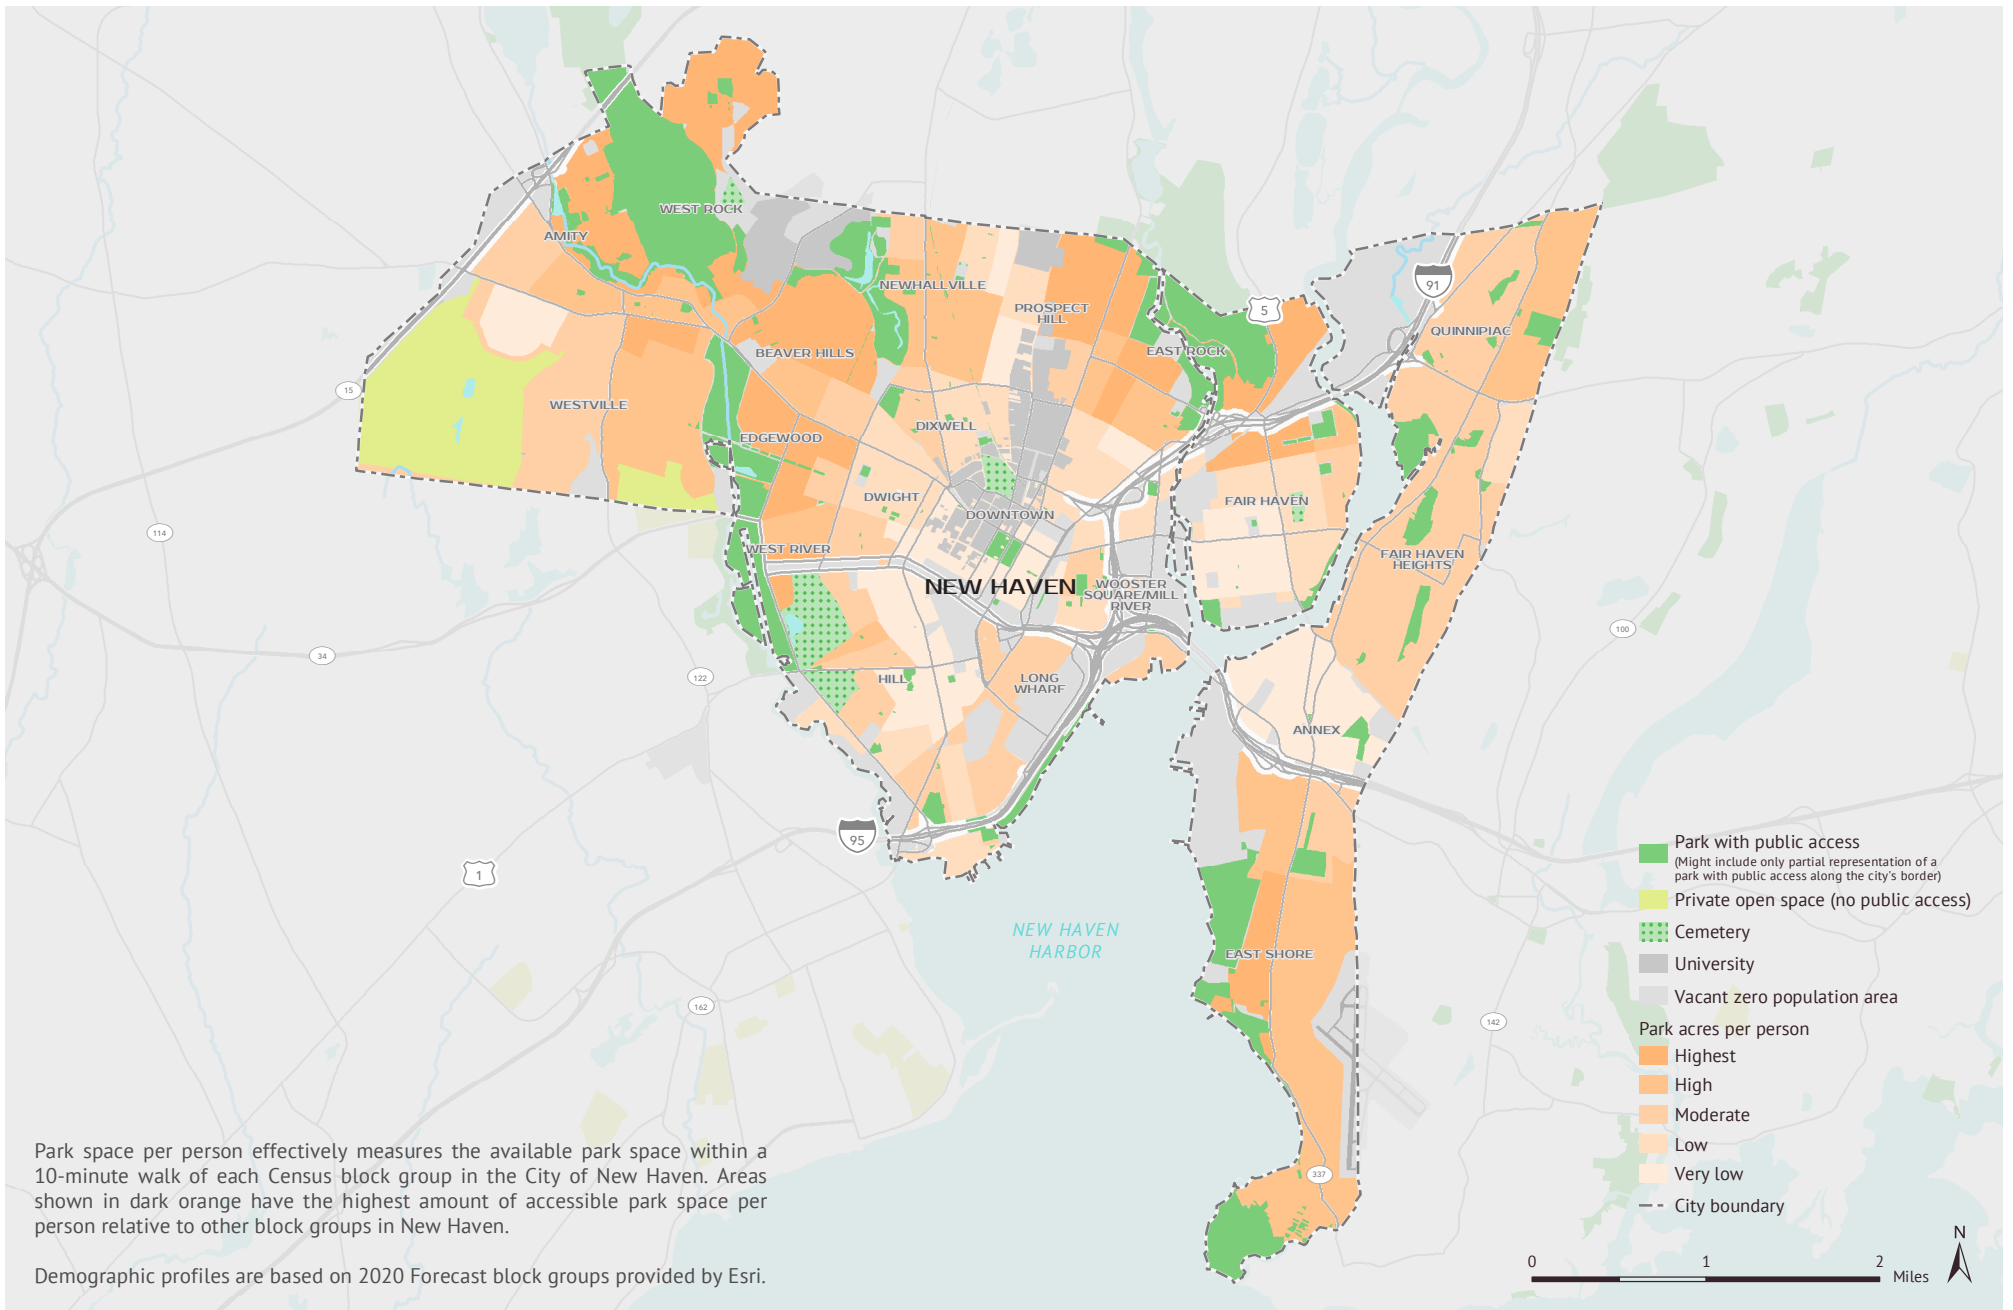 WEST ROCK
AMITY
NEWHALLVILLE
PROSPECT
HILL
5
91
QUINNIPIAC
BEAVER HILLS
EAST ROCK
15
WESTVILLE
DIXWELL
EDGEWOOD
DWIGHT
FAIR HAVEN
DOWNTOWN
114
WEST RIVER
FAIR HAVEN
HEIGHTS
NEW HAVEN
WOOSTER
SQUARE/MILL
RIVER
100
34
122
HILL
LONG
WHARF
ANNEX
95
1
NEW HAVEN
HARBOR
EAST SHORE
162
142
337
Park with public access
(Might include only partial representation of a
park with public access along the city's border)
Private open space (no public access)
Cemetery
University
Vacant zero population area
Park acres per person
Highest
High
Moderate
Low
Very low
City boundary
Park space per person effectively measures the available park space within a
10-minute walk of each Census block group in the City of New Haven. Areas
shown in dark orange have the highest amount of accessible park space per
person relative to other block groups in New Haven.
Demographic profiles are based on 2020 Forecast block groups provided by Esri.
N
0 1 2
Miles